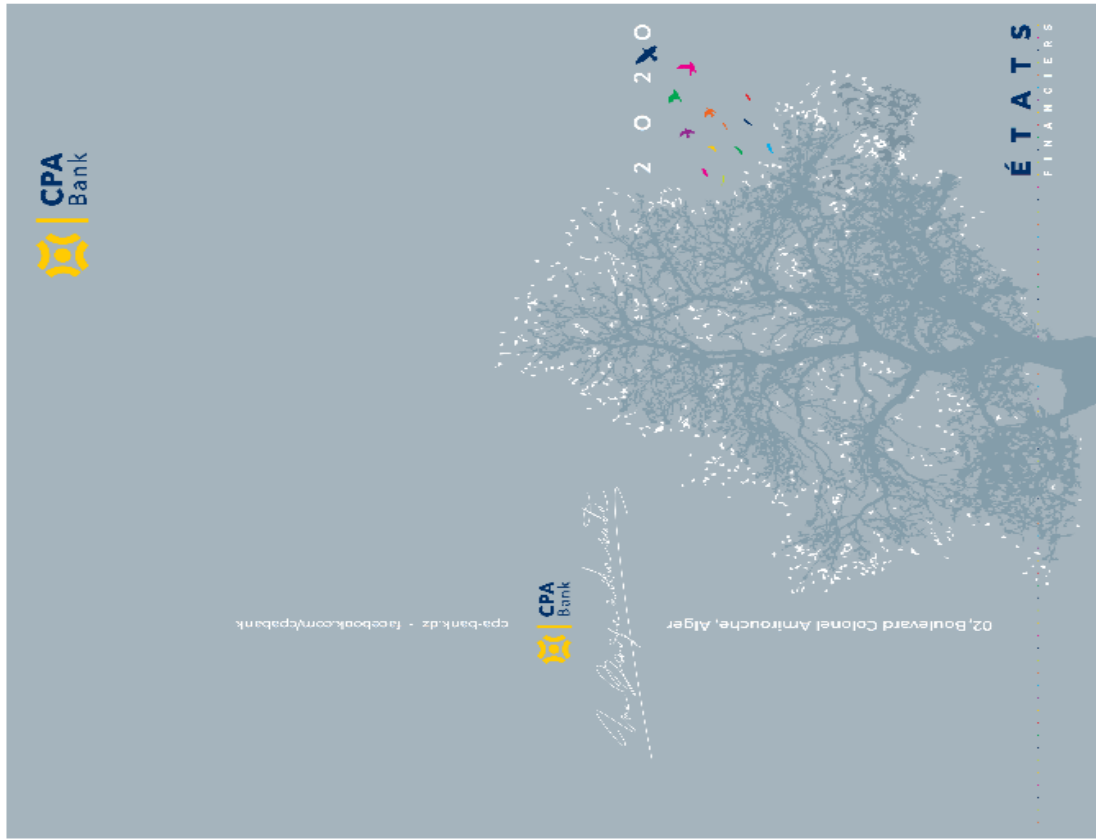 CPA
Bank
2020
ÉTATS
FINANCIERS
02, Boulevard Colonel Amirouche, Alger
CPA
Bank
cpa-bank.dz - facebook.com/cpabank